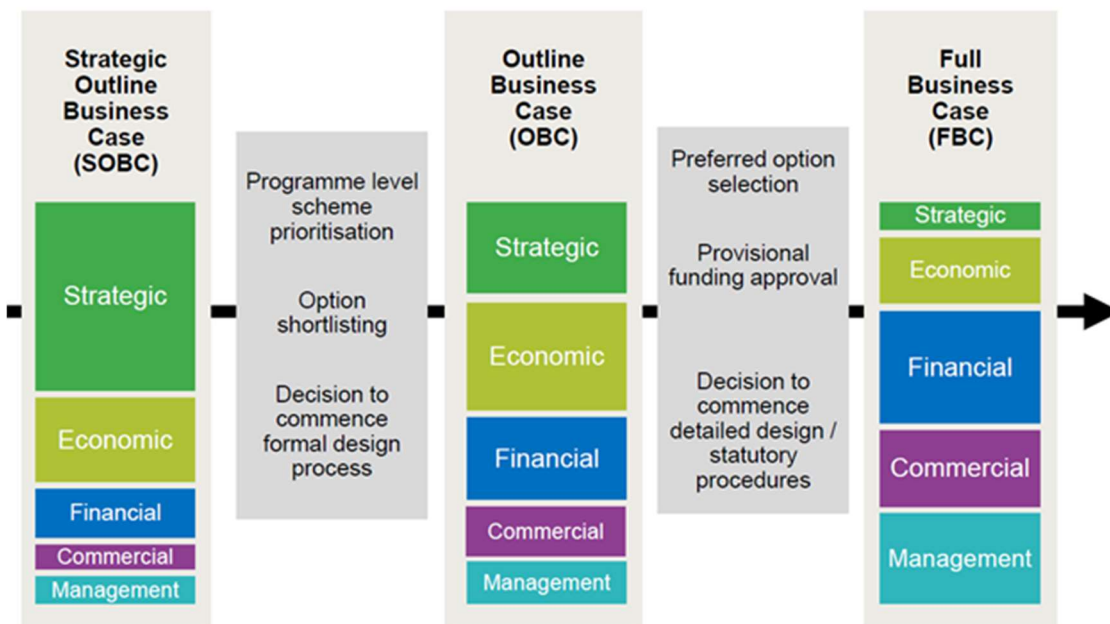 Strategic
Outline
Business
Case
(SOBC)
Strategic
Economic
Financial
Commercial
Management
Programme level
scheme
prioritisation
Option
shortlisting
Decision to
commence
formal design
process
Outline
Business
Case
(OBC)
Strategic
Economic
Financial
Commercial
Management
Preferred option
selection
Provisional
funding approval
Decision to
commence
detailed design /
statutory
procedures
Full
Business
Case
(FBC)
Strategic
Economic
Financial
Commercial
Management